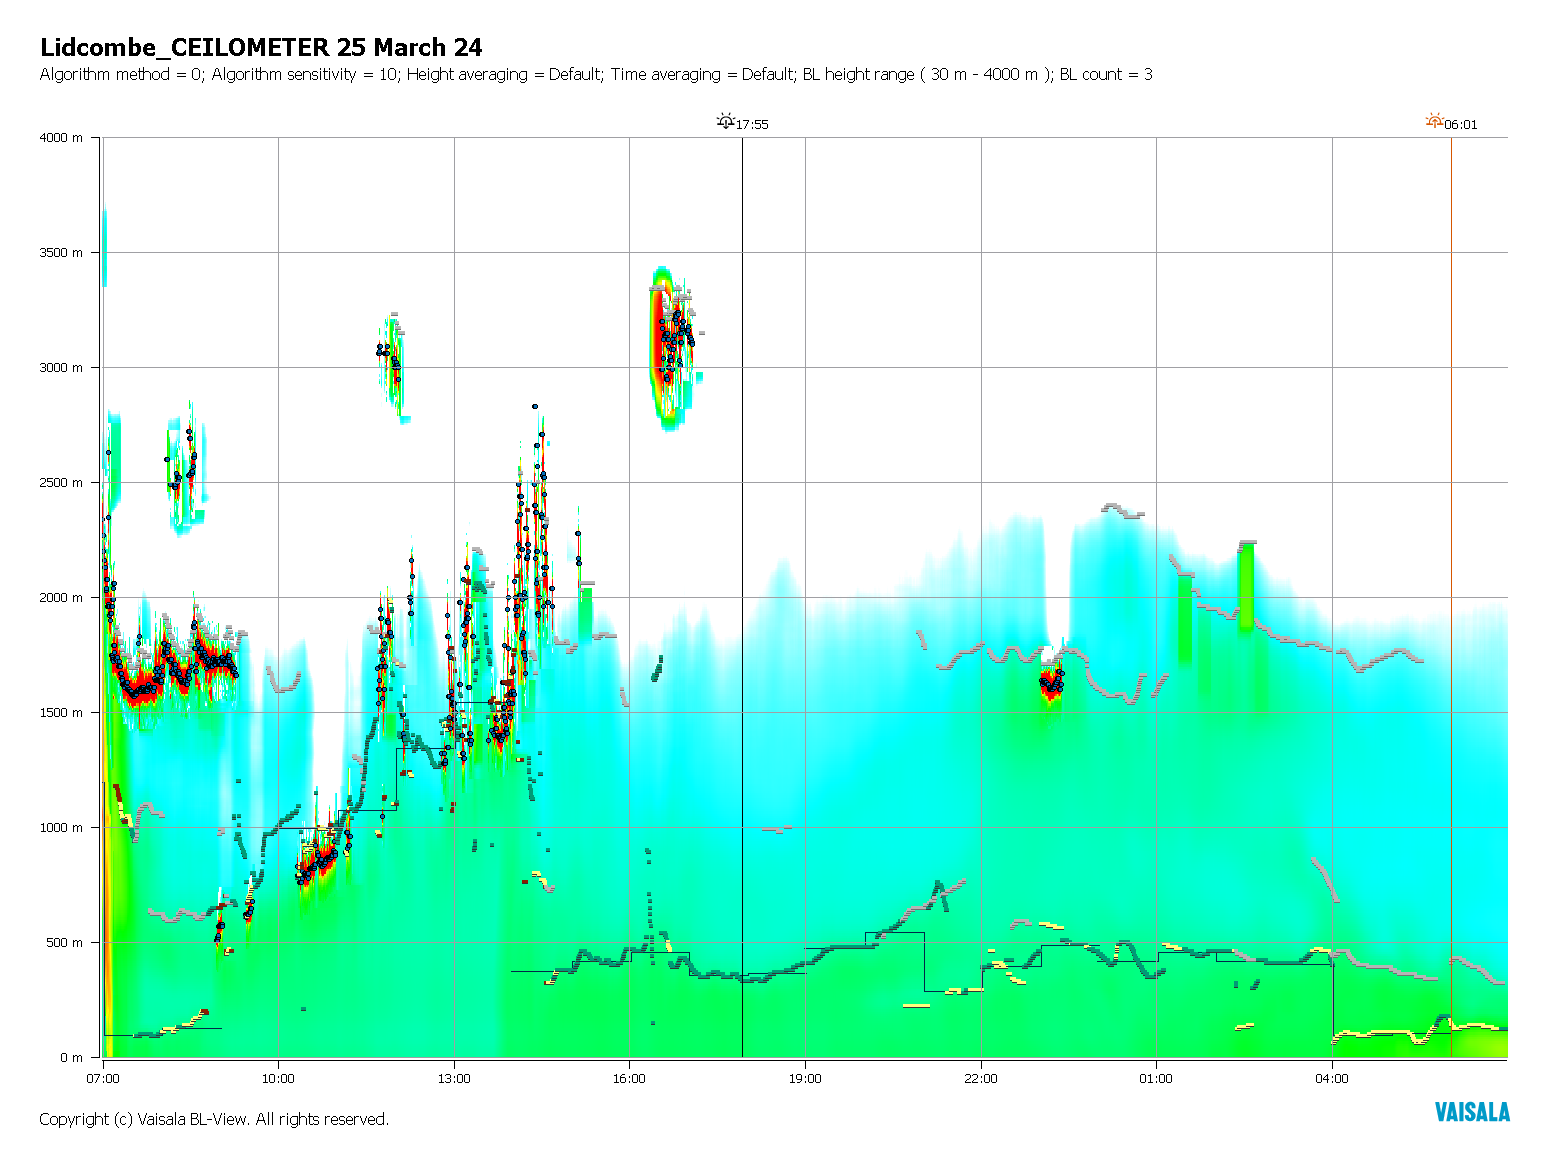 Lidcombe_CEILOMETER 25 March 24
Algorithm method = 0; Algorithm sensitivity = 10; Height averaging = Default; Time averaging = Default; BL height range ( 30 m - 4000 m ); BL count = 3
17:55 06:01
4000 m
3500 m
3000 m
2500 m
2000 m
1500 m
1000 m
500 m
0 m
07:00 10:00 13:00 16:00 19:00 22:00 01:00 04:00
Copyright (c) Vaisala BL-View. All rights reserved.
VAISALA